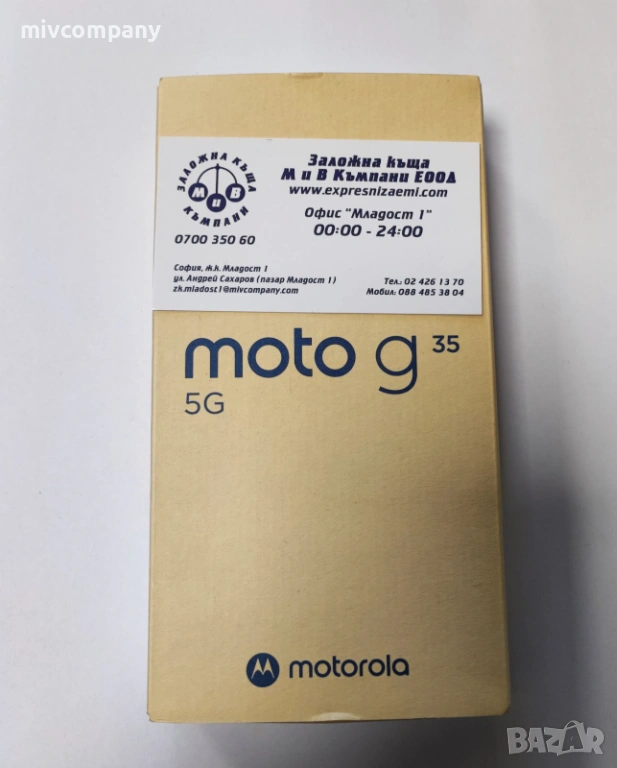 mivcompany
ЗАЛОЖНА КЪЩА
М и В
КЪМПАНИ
0700 350 60
Заложна къща
М и В Къмпани ЕООД
www.expresnizaemi.com
Офис "Младост 1"
00:00 - 24:00
София, ж.к. Младост 1
ул. Андрей Сахаров (пазар Младост 1)
zk.mladost1@mivcompany.com
Тел.: 02 426 13 70
Мобил.: 088 485 38 04
moto g 35
5G
motorola
BAZAR